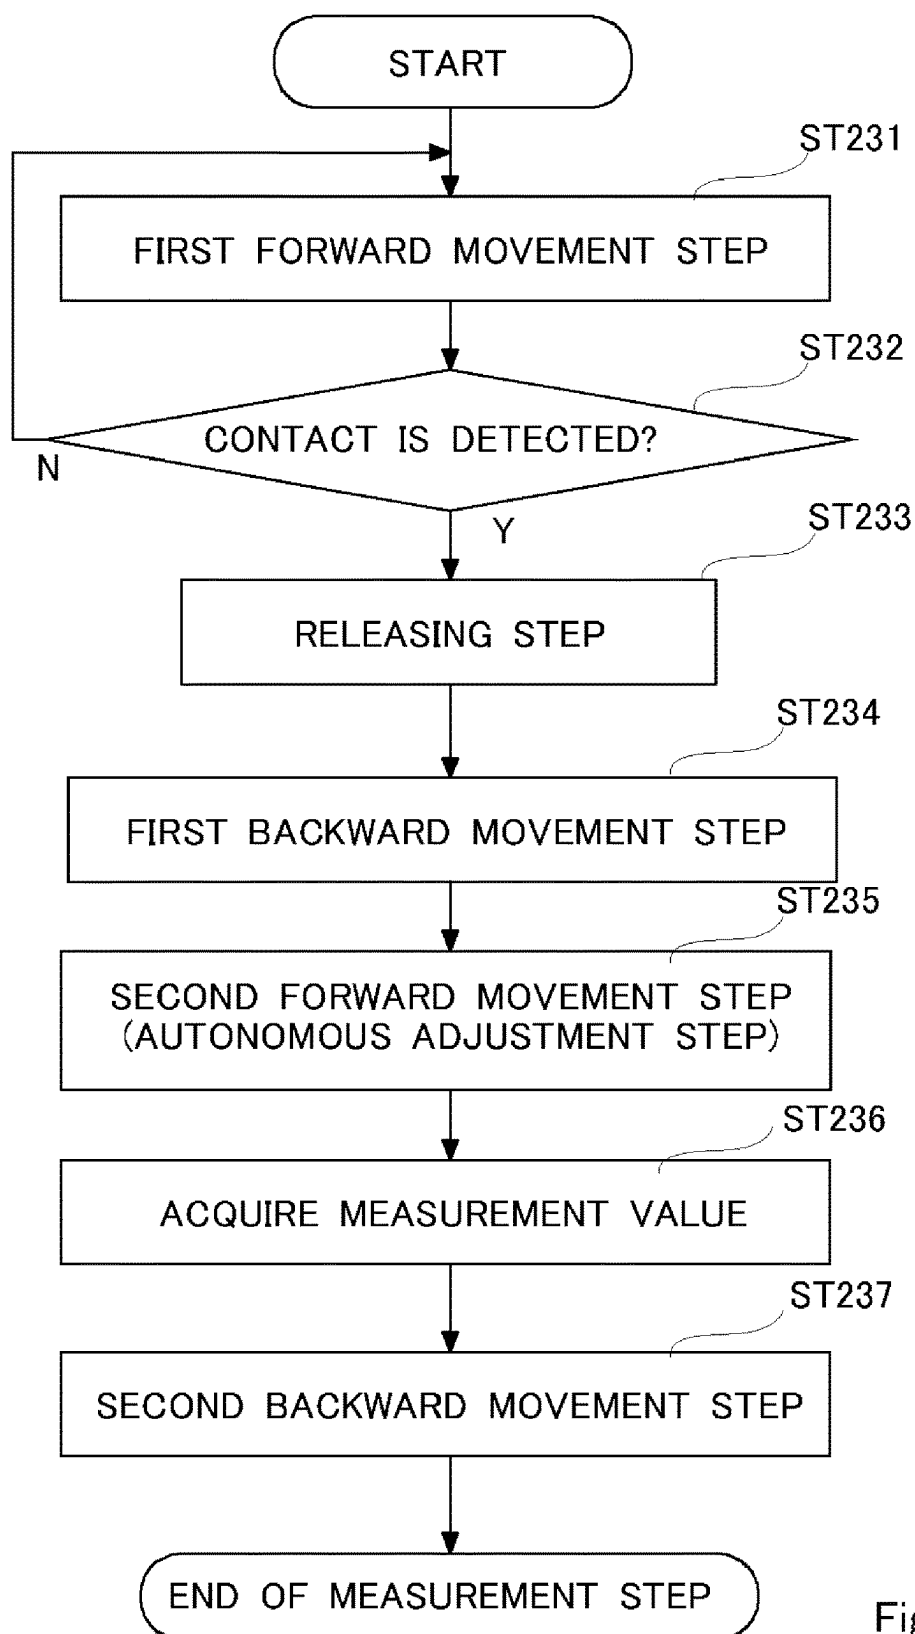 START
ST231
FIRST FORWARD MOVEMENT STEP
ST232
CONTACT IS DETECTED?
N
Y
ST233
RELEASING STEP
ST234
FIRST BACKWARD MOVEMENT STEP
ST235
SECOND FORWARD MOVEMENT STEP
(AUTONOMOUS ADJUSTMENT STEP)
ST236
ACQUIRE MEASUREMENT VALUE
ST237
SECOND BACKWARD MOVEMENT STEP
END OF MEASUREMENT STEP